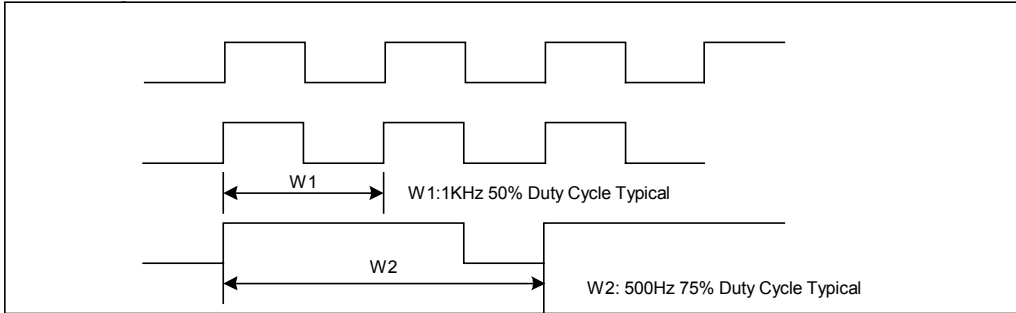 W1
W1:1KHz 50% Duty Cycle Typical
W2
W2: 500Hz 75% Duty Cycle Typical